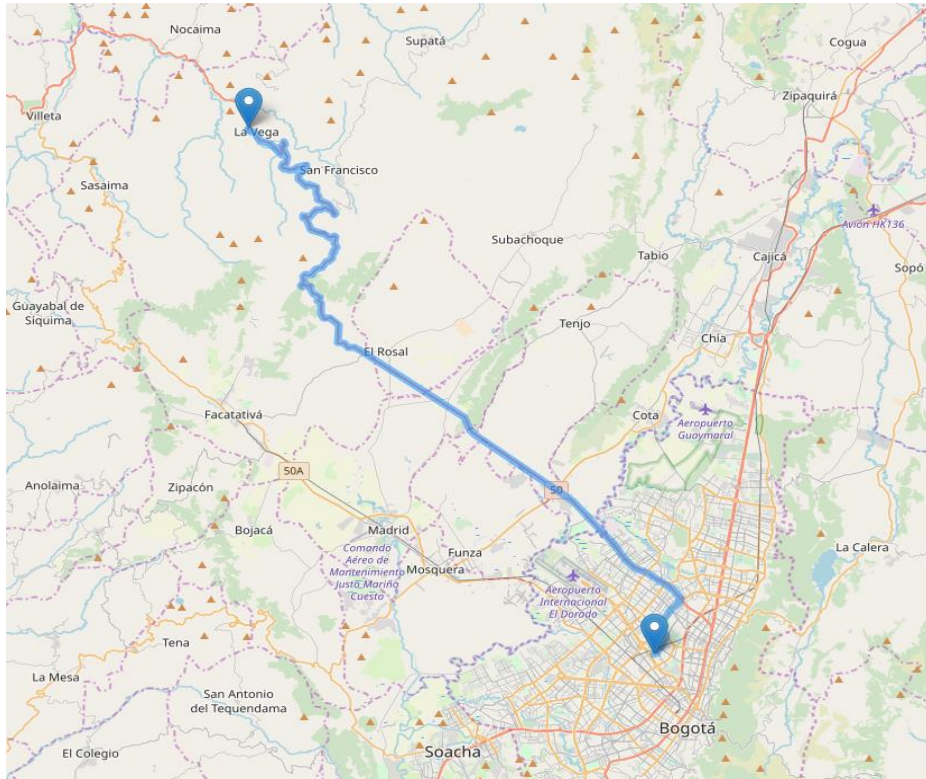 Nocaima
Supatá
Cogua
Zipaquirá
Villeta
La Vega
San Francisco
Sasaima
Avión HK136
Subachoque
Tabio
Cajicá
Sopó
Guayabal de
Siquima
Tenjo
Chía
El Rosal
Facatativá
Cota
Aeropuerto
Guaymaral
50A
50
Anolaima
Zipacón
Bojacá
Madrid
La Calera
Comando
Aéreo de
Mantenimiento
Justo Mariño
Cuesto
Funza
Mosquera
Aeropuerto
Internacional
El Dorado
Tena
La Mesa
San Antonio
del Tequendama
Bogotá
El Colegio
Soacha